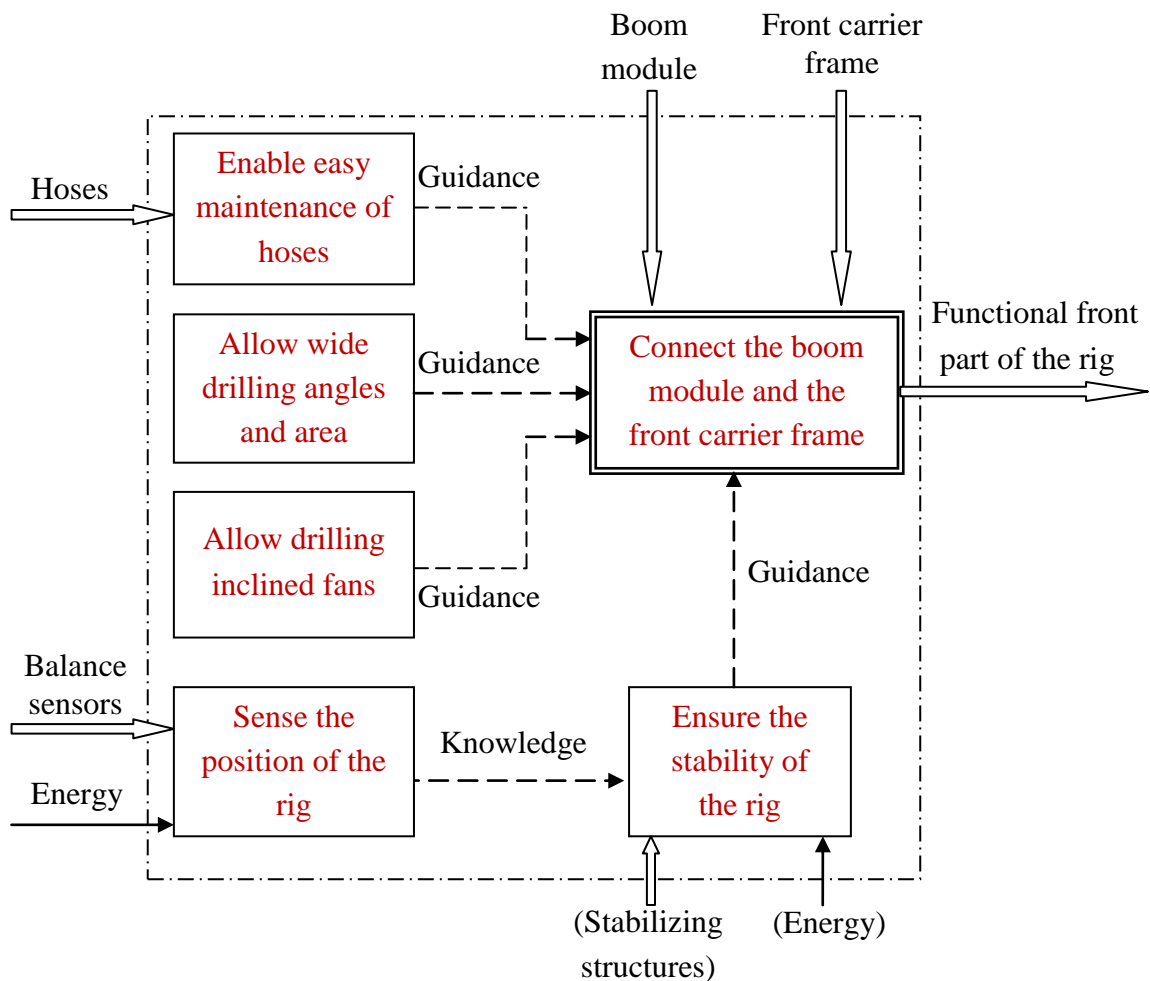 Boom
module
Front carrier
frame
Hoses
Enable easy
maintenance of
hoses
Guidance
Allow wide
drilling angles
and area
Guidance
Connect the boom
module and the
front carrier frame
Functional front
part of the rig
Allow drilling
inclined fans
Guidance
Guidance
Balance
sensors
Energy
Sense the
position of the
rig
Knowledge
Ensure the
stability of
the rig
(Stabilizing
structures)
(Energy)